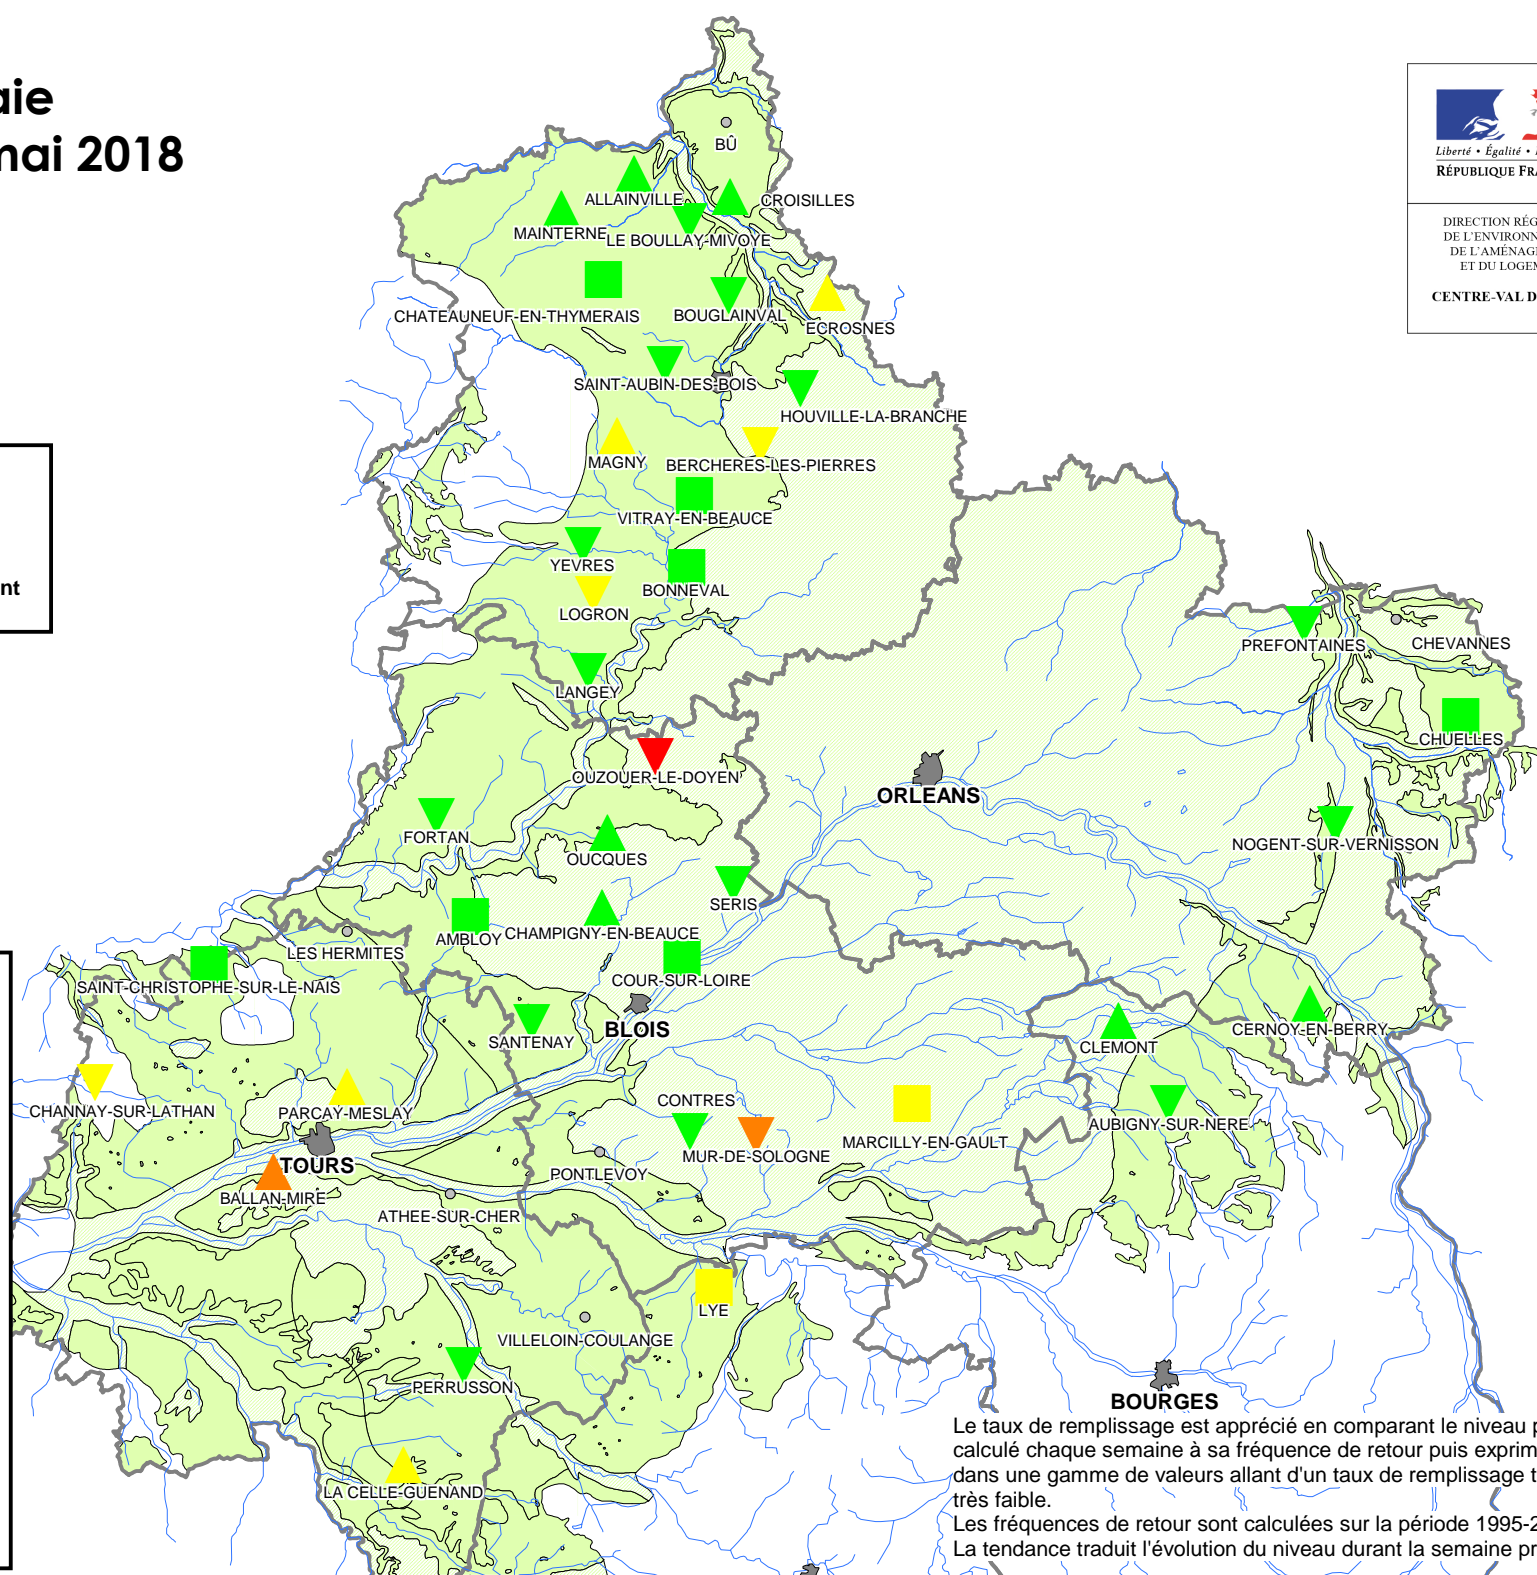 aie
mai 2018
Liberté • Égalité •
RÉPUBLIQUE FRA
DIRECTION RÉG
DE L'ENVIRONN
DE L'AMÉNAG
ET DU LOGEM
CENTRE-VAL D
nt
BÛ
ALLAINVILLE
CROISILLES
MAINTERNE
LE BOULLAY-MIVOYE
CHATEAUNEUF-EN-THYMERAIS
BOUGLAINVAL
ECROSNES
SAINT-AUBIN-DES-BOIS
HOUVILLE-LA-BRANCHE
MAGNY
BERCHERES-LES-PIERRES
VITRAY-EN-BEAUCE
YEVRES
BONNEVAL
LOGRON
PREFONTAINES
CHEVANNES
LANGEY
CHUELLES
OUZOUER-LE-DOYEN
ORLEANS
FORTAN
OUCQUES
NOGENT-SUR-VERNISSON
SERIS
AMBLOY
CHAMPIGNY-EN-BEAUCE
LES HERMITES
COUR-SUR-LOIRE
SAINT-CHRISTOPHE-SUR-LE-NAIS
BLOIS
SANTENAY
CLEMONT
CERNOY-EN-BERRY
CHANNAY-SUR-LATHAN
PARCAY-MESLAY
CONTRES
MARCILLY-EN-GAULT
AUBIGNY-SUR-NERE
MUR-DE-SOLOGNE
TOURS
PONTLEVOY
BALLAN-MIRE
ATHEE-SUR-CHER
LYE
VILLELOIN-COULANGE
PERRUSSON
BOURGES
LA CELLE-GUENAND
Le taux de remplissage est apprécié en comparant le niveau p
calculé chaque semaine à sa fréquence de retour puis exprim
dans une gamme de valeurs allant d'un taux de remplissage t
très faible.
Les fréquences de retour sont calculées sur la période 1995-2
La tendance traduit l'évolution du niveau durant la semaine pr